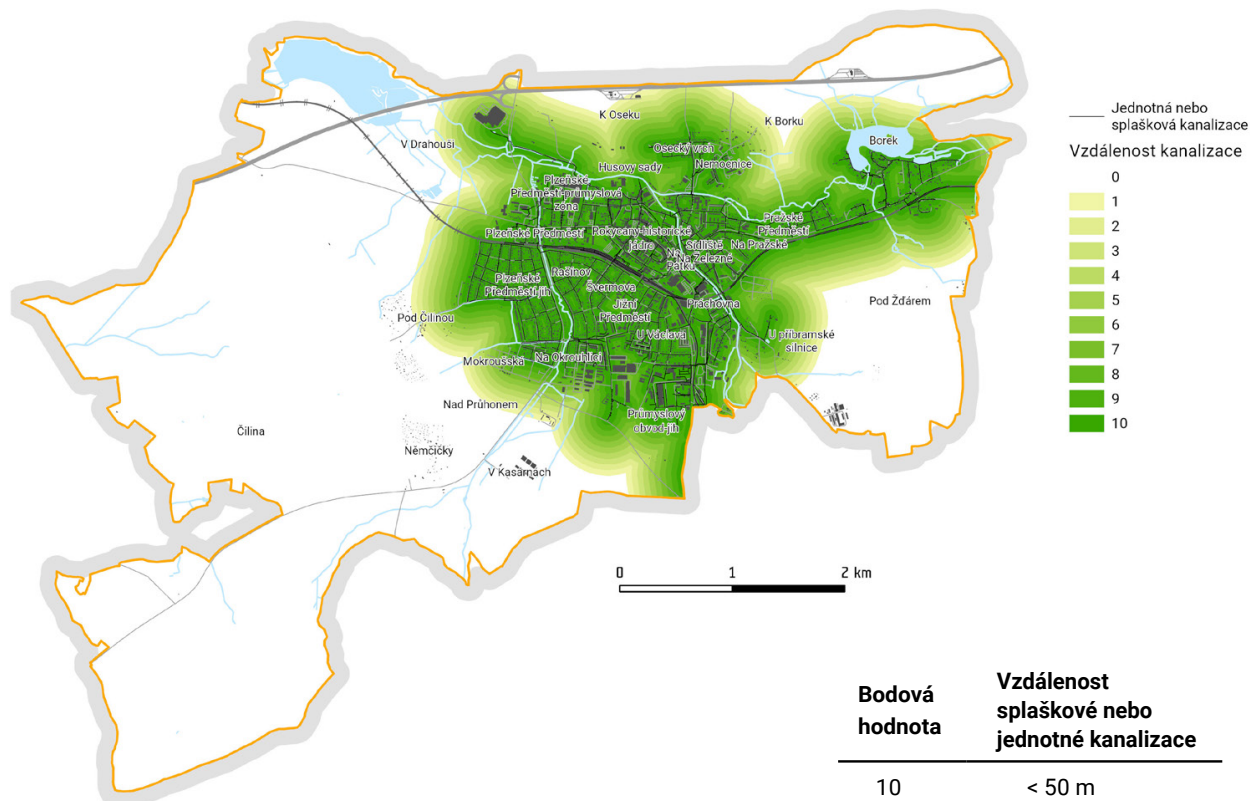 K Oseku
K Borku
Borek
V Drahouši
Osecký vrch
Nemocnice
Husovy sady
Plzeňské
Předměstí-průmyslová
zóna
Plzeňské Předměstí
Rokycany-historické
jádro
Pražské
Předměstí
Sídliště
Na Železné
Na Pražské
Na
Pátku
Rašínov
Plzeňské
Předměstí-jih
Švermova
Jižní
Předměstí
Práchovna
Pod Žďárem
Pod Čilinou
U Václava
U příbramské
silnice
Mokroušská
Na Okrouhlici
Nad Průhonem
Průmyslový
obvod-jih
Čilina
Němčičky
V Kasárnách
0 1 2 km
Jednotná nebo
splašková kanalizace
Vzdálenost kanalizace
0
1
2
3
4
5
6
7
8
9
10
Bodová
hodnota
Vzdálenost
splaškové nebo
jednotné kanalizace
10 < 50 m